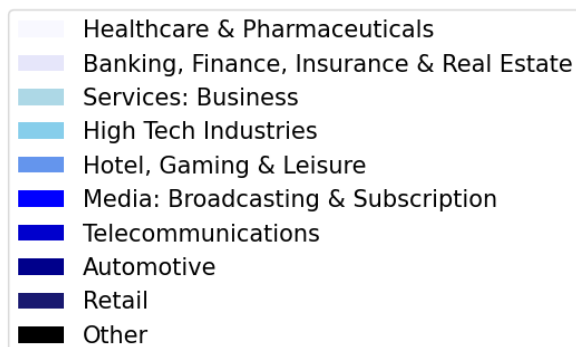 Healthcare & Pharmaceuticals
Banking, Finance, Insurance & Real Estate
Services: Business
High Tech Industries
Hotel, Gaming & Leisure
Media: Broadcasting & Subscription
Telecommunications
Automotive
Retail
Other